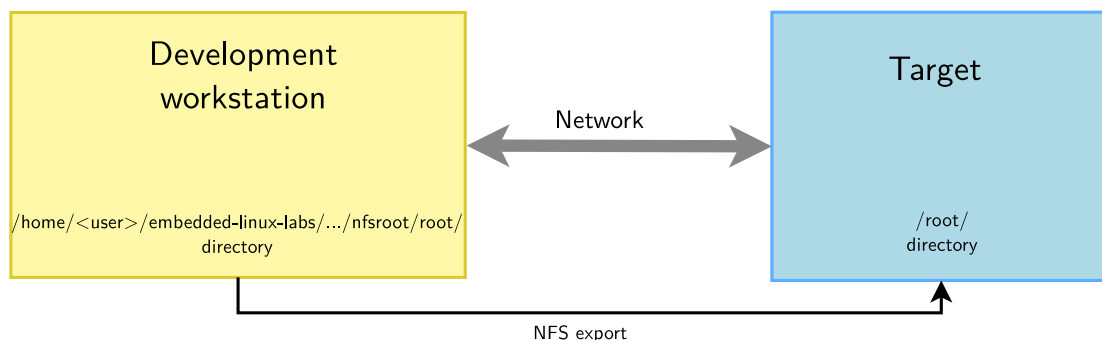 Development
workstation
Target
Network
/home/<user>/embedded-linux-labs/.../nfsroot/root/
directory
/root/
directory
NFS export